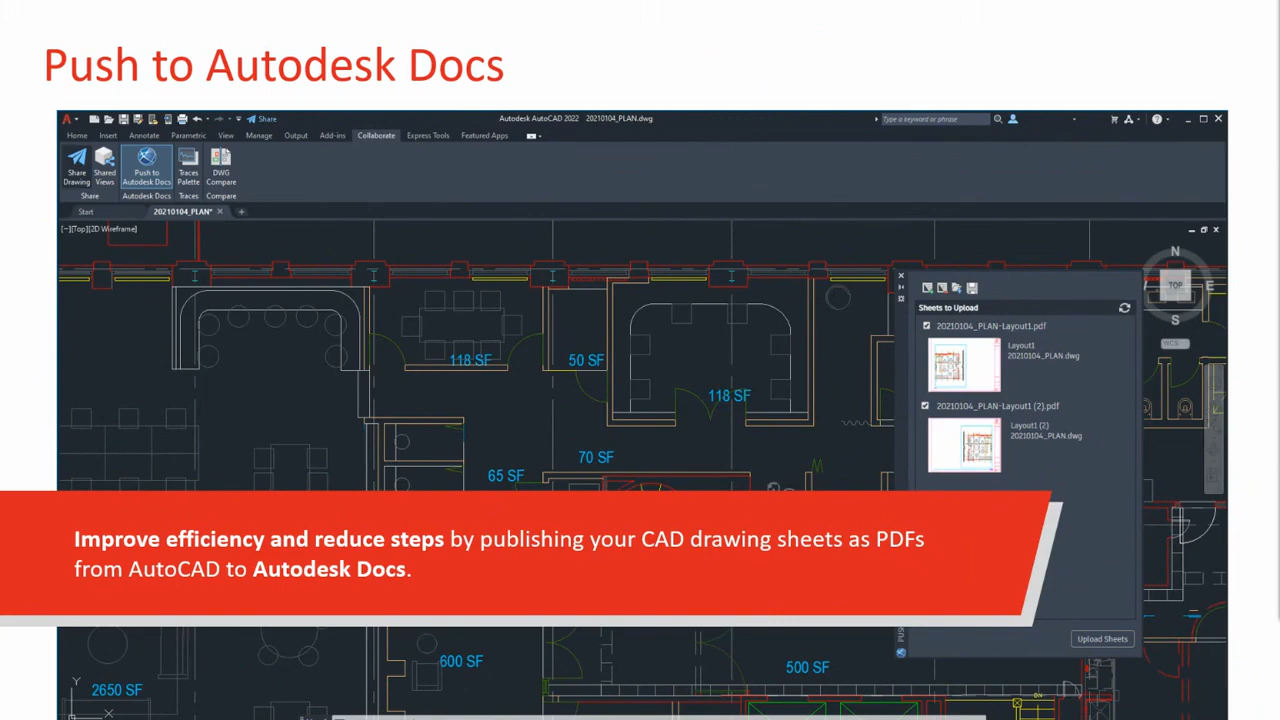 Push to Autodesk Docs
Share
Autodesk AutoCAD 2022 20210104_PLAN.dwg
Type a keyword or phrase
Home Insert Annotate Parametric View Manage Output Add-ins Collaborate Express Tools Featured Apps
Share Drawing
Shared Views
Push to Autodesk Docs
Traces Palette
DWG Compare
Share Autodesk Docs Traces Compare
Start 20210104_PLAN*
[−][Top][2D Wireframe]
N
TOP
E
S
Sheets to Upload
20210104_PLAN-Layout1.pdf
Layout1
20210104_PLAN.dwg
20210104_PLAN-Layout1 (2).pdf
Layout1 (2)
20210104_PLAN.dwg
118 SF
50 SF
118 SF
70 SF
65 SF
Improve efficiency and reduce steps by publishing your CAD drawing sheets as PDFs
from AutoCAD to Autodesk Docs.
Upload Sheets
600 SF
500 SF
2650 SF
Y
X
DN